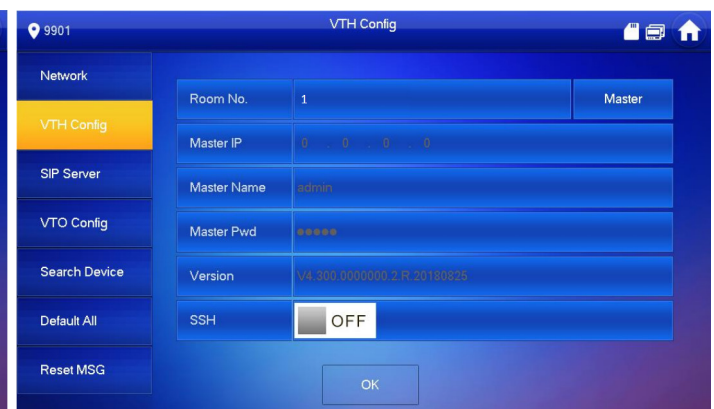 9901
VTH Config
Network
VTH Config
SIP Server
VTO Config
Search Device
Default All
Reset MSG
Room No. 1 Master
Master IP 0 . 0 . 0 . 0
Master Name admin
Master Pwd ●●●●●
Version V4.300.0000000.2.R.20180825
SSH OFF
OK